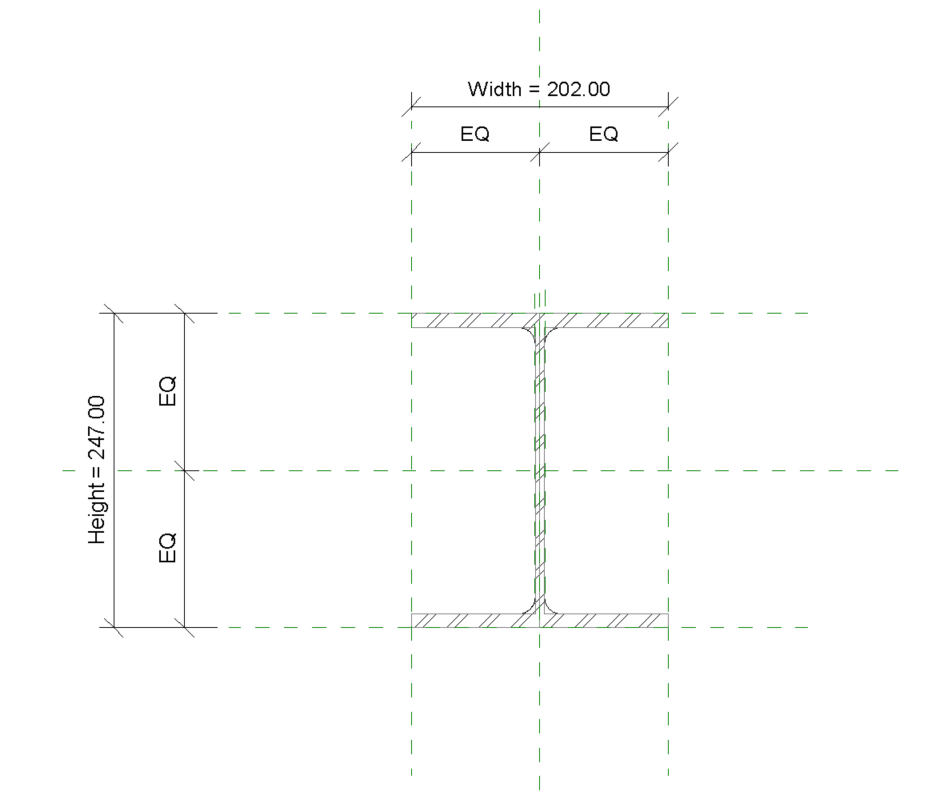 Width = 202.00
EQ EQ
EQ
Height = 247.00
EQ